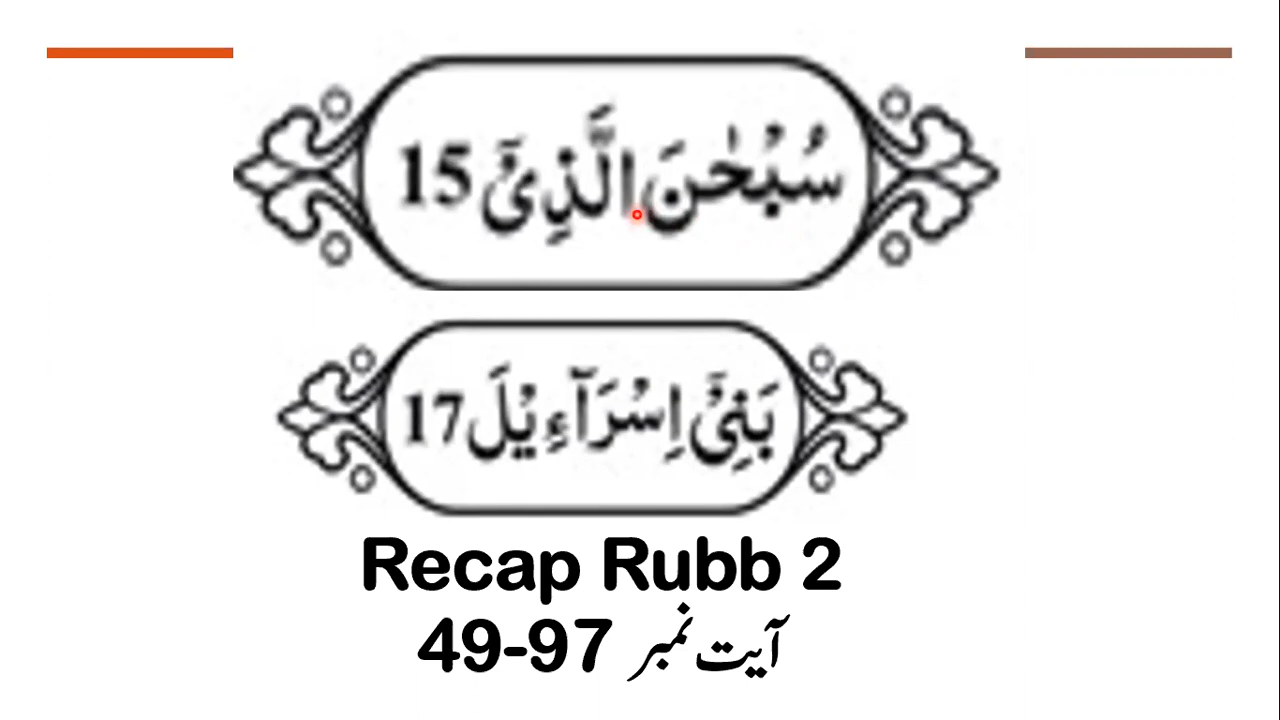 سُبْحٰنَ الَّذِیْۤ 15
بَنِیْۤ اِسْرَآءِیْلَ 17
Recap Rubb 2
آیت نمبر 49-97